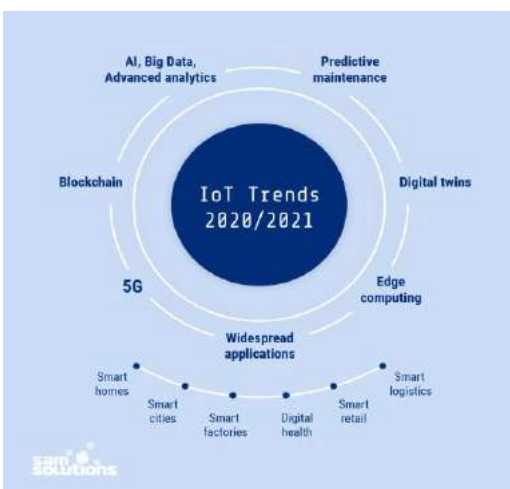 AI, Big Data,
Advanced analytics
Predictive
maintenance
Blockchain
IoT Trends
2020/2021
Digital twins
5G
Edge
computing
Widespread
applications
Smart
homes
Smart
cities
Smart
factories
Digital
health
Smart
retail
Smart
logistics
sam
solutions